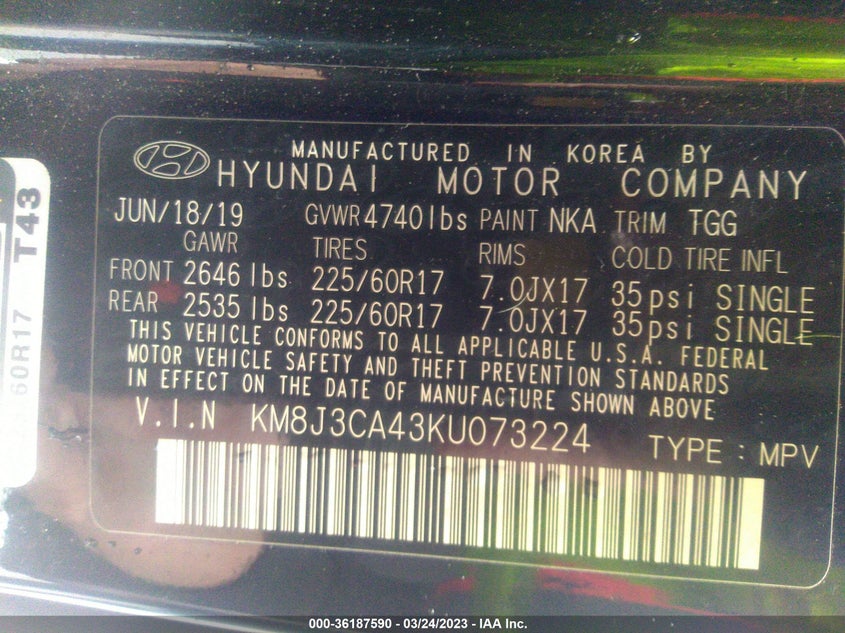 MANUFACTURED IN KOREA BY
HYUNDAI MOTOR COMPANY
JUN/18/19 GVWR 4740lbs PAINT NKA TRIM TGG
GAWR TIRES RIMS COLD TIRE INFL
FRONT 2646 lbs 225/60R17 7.0JX17 35psi SINGLE
REAR 2535 lbs 225/60R17 7.0JX17 35psi SINGLE
THIS VEHICLE CONFORMS TO ALL APPLICABLE U.S.A. FEDERAL
MOTOR VEHICLE SAFETY AND THEFT PREVENTION STANDARDS
IN EFFECT ON THE DATE OF MANUFACTURE SHOWN ABOVE
V.I.N KM8J3CA43KU073224 TYPE : MPV
T43
60R17
000-36187590 - 03/24/2023 - IAA Inc.